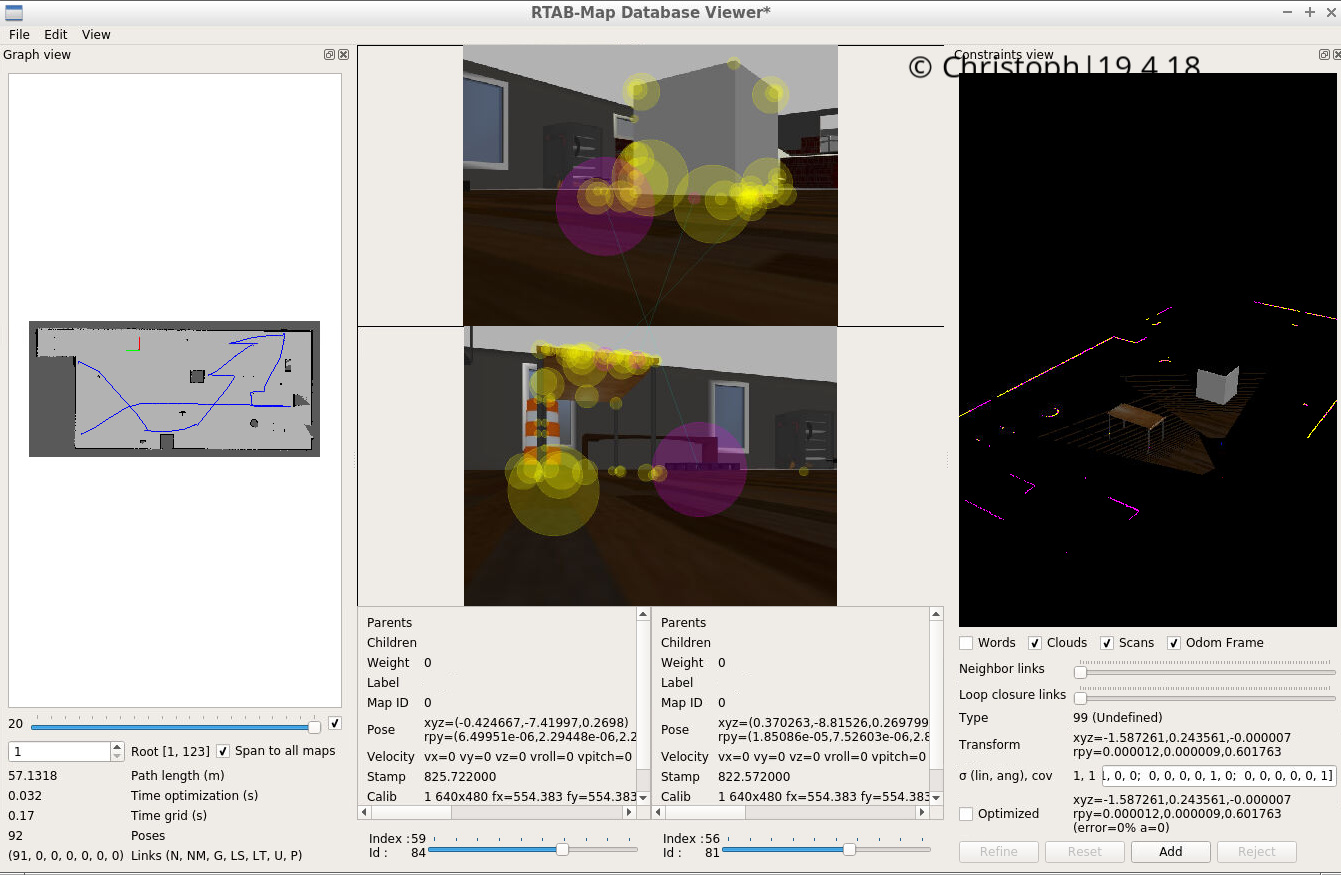 RTAB-Map Database Viewer*
File Edit View
Graph view
Constraints view
© Christoph|19.4.18
20
1
Root [1, 123] Span to all maps
57.1318 Path length (m)
0.032 Time optimization (s)
0.17 Time grid (s)
92 Poses
(91, 0, 0, 0, 0, 0, 0) Links (N, NM, G, LS, LT, U, P)
Parents
Children
Weight 0
Label
Map ID 0
Pose xyz=(-0.424667,-7.41997,0.2698)
rpy=(6.49951e-06,2.29448e-06,2.2
Velocity vx=0 vy=0 vz=0 vroll=0 vpitch=0
Stamp 825.722000
Calib 1 640x480 fx=554.383 fy=554.383
Index : 59
Id : 84
Parents
Children
Weight 0
Label
Map ID 0
Pose xyz=(0.370263,-8.81526,0.269799
rpy=(1.85086e-05,7.52603e-06,2.8
Velocity vx=0 vy=0 vz=0 vroll=0 vpitch=0
Stamp 822.572000
Calib 1 640x480 fx=554.383 fy=554.383
Index : 56
Id : 81
Words Clouds Scans Odom Frame
Neighbor links
Loop closure links
Type 99 (Undefined)
Transform xyz=-1.587261,0.243561,-0.000007
rpy=0.000012,0.000009,0.601763
σ (lin, ang), cov 1, 1 , 0, 0; 0, 0, 0, 0, 1, 0; 0, 0, 0, 0, 0, 1]
Optimized xyz=-1.587261,0.243561,-0.000007
rpy=0.000012,0.000009,0.601763
(error=0% a=0)
Refine Reset Add Reject